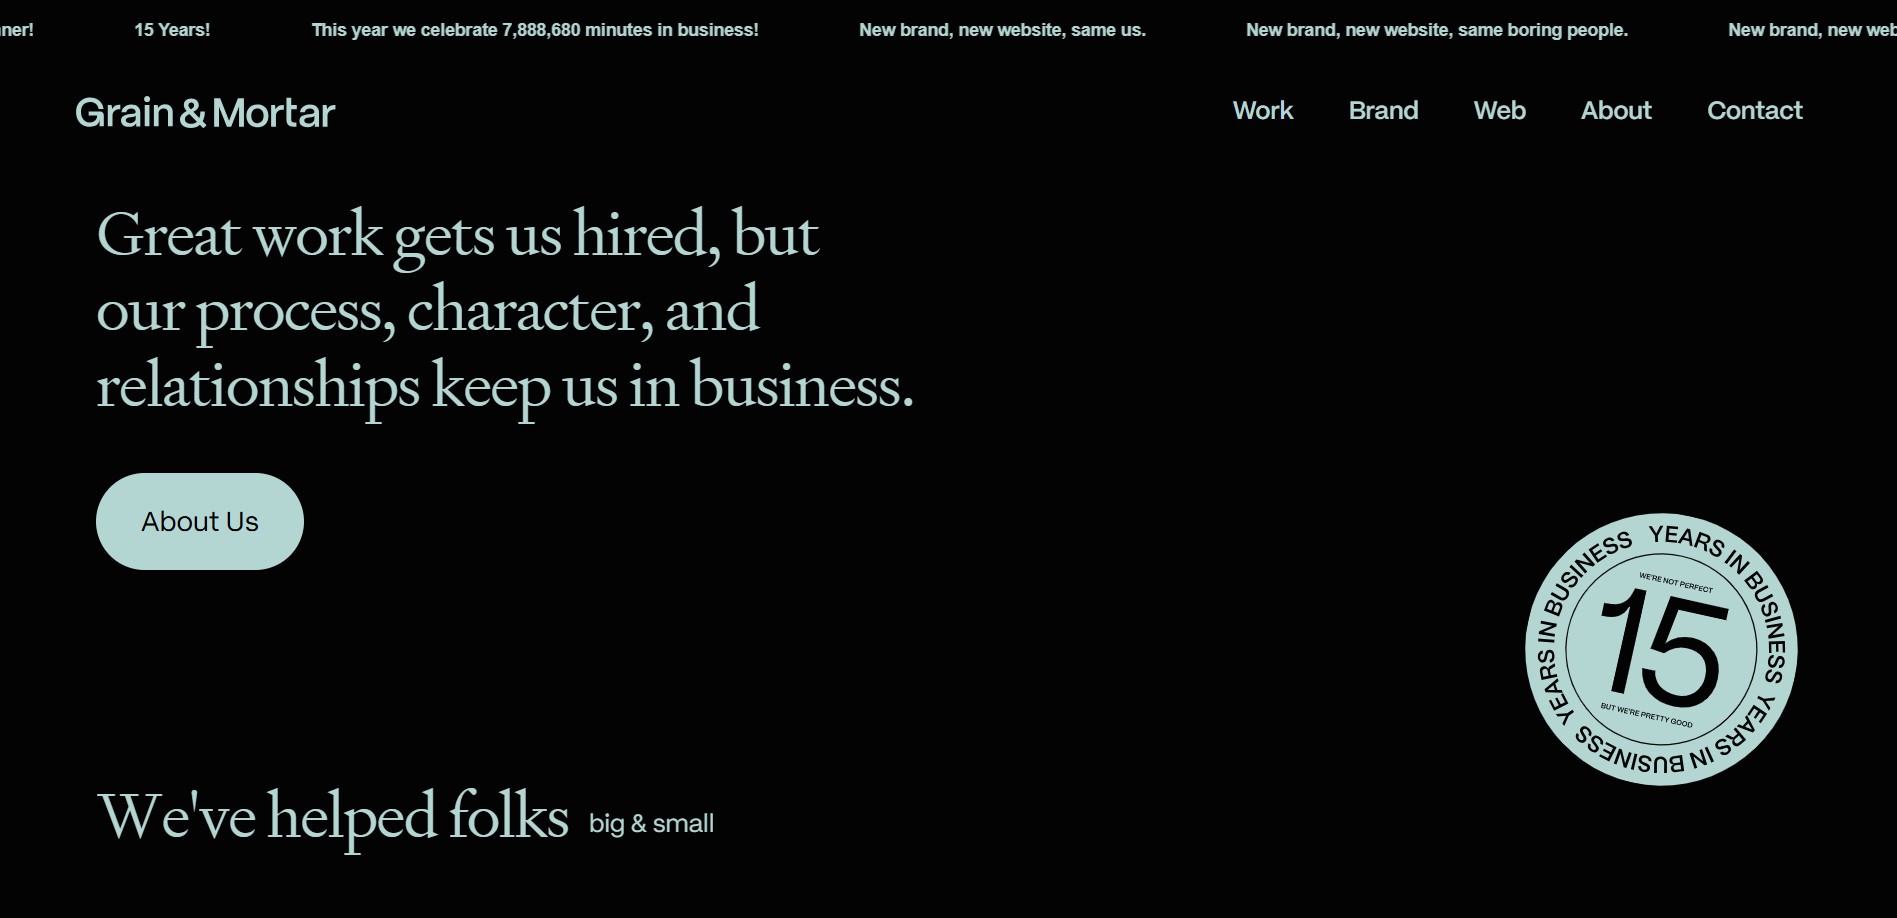 15 Years!
This year we celebrate 7,888,680 minutes in business!
New brand, new website, same us.
New brand, new website, same boring people.
New brand, new
Grain & Mortar
Work
Brand
Web
About
Contact
Great work gets us hired, but
our process, character, and
relationships keep us in business.
About Us
YEARS IN BUSINESS YEARS IN BUSINESS YEARS IN BUSINESS YEARS IN BUSINESS
WE'RE NOT PERFECT
15
BUT WE'RE PRETTY GOOD
We've helped folks big & small